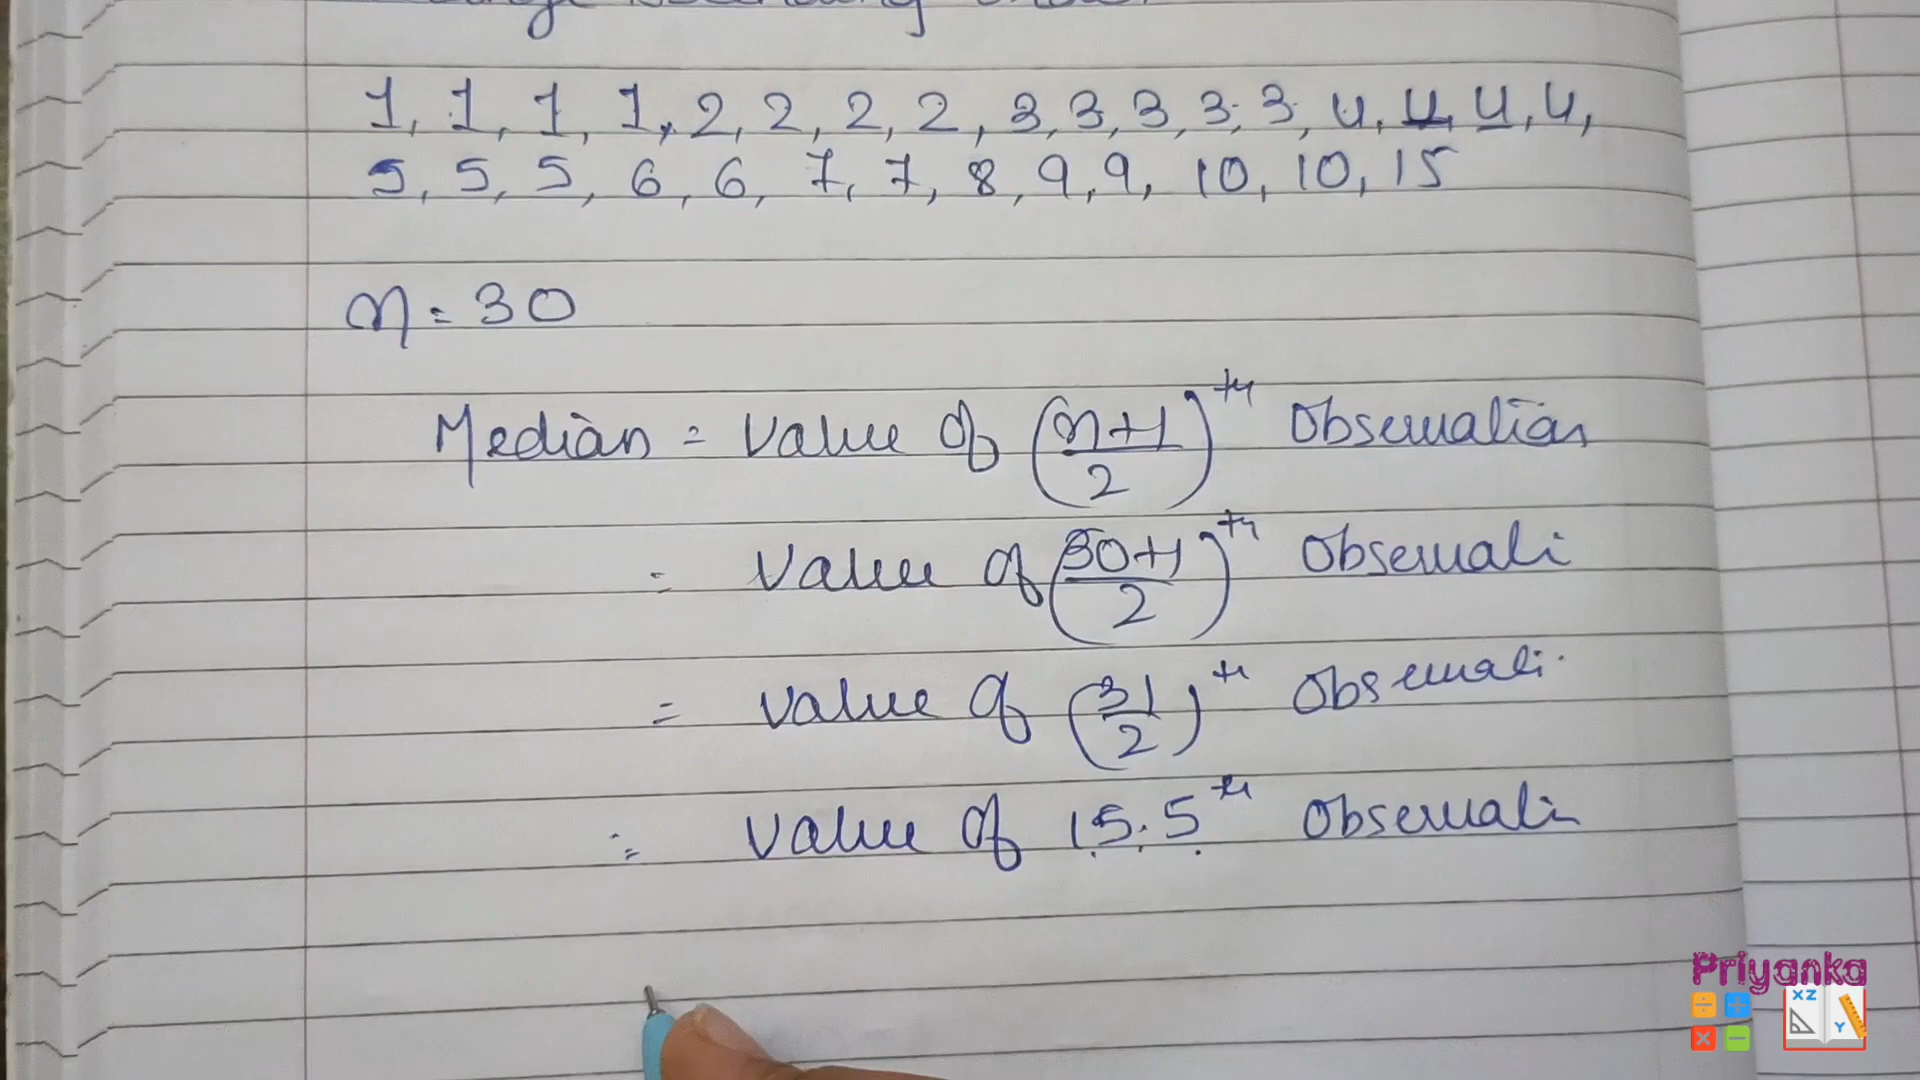 1, 1, 1, 1, 2, 2, 2, 2, 3, 3, 3, 3, 3, 4, 4, 4, 4,
5, 5, 5, 6, 6, 7, 7, 8, 9, 9, 10, 10, 15
n = 30
Median = Value of (n+1/2)th Observation
= Value of (30+1/2)th Observati
= Value of (31/2)th Observati.
= Value of 15.5th Observati
Priyanka
XZ
Y